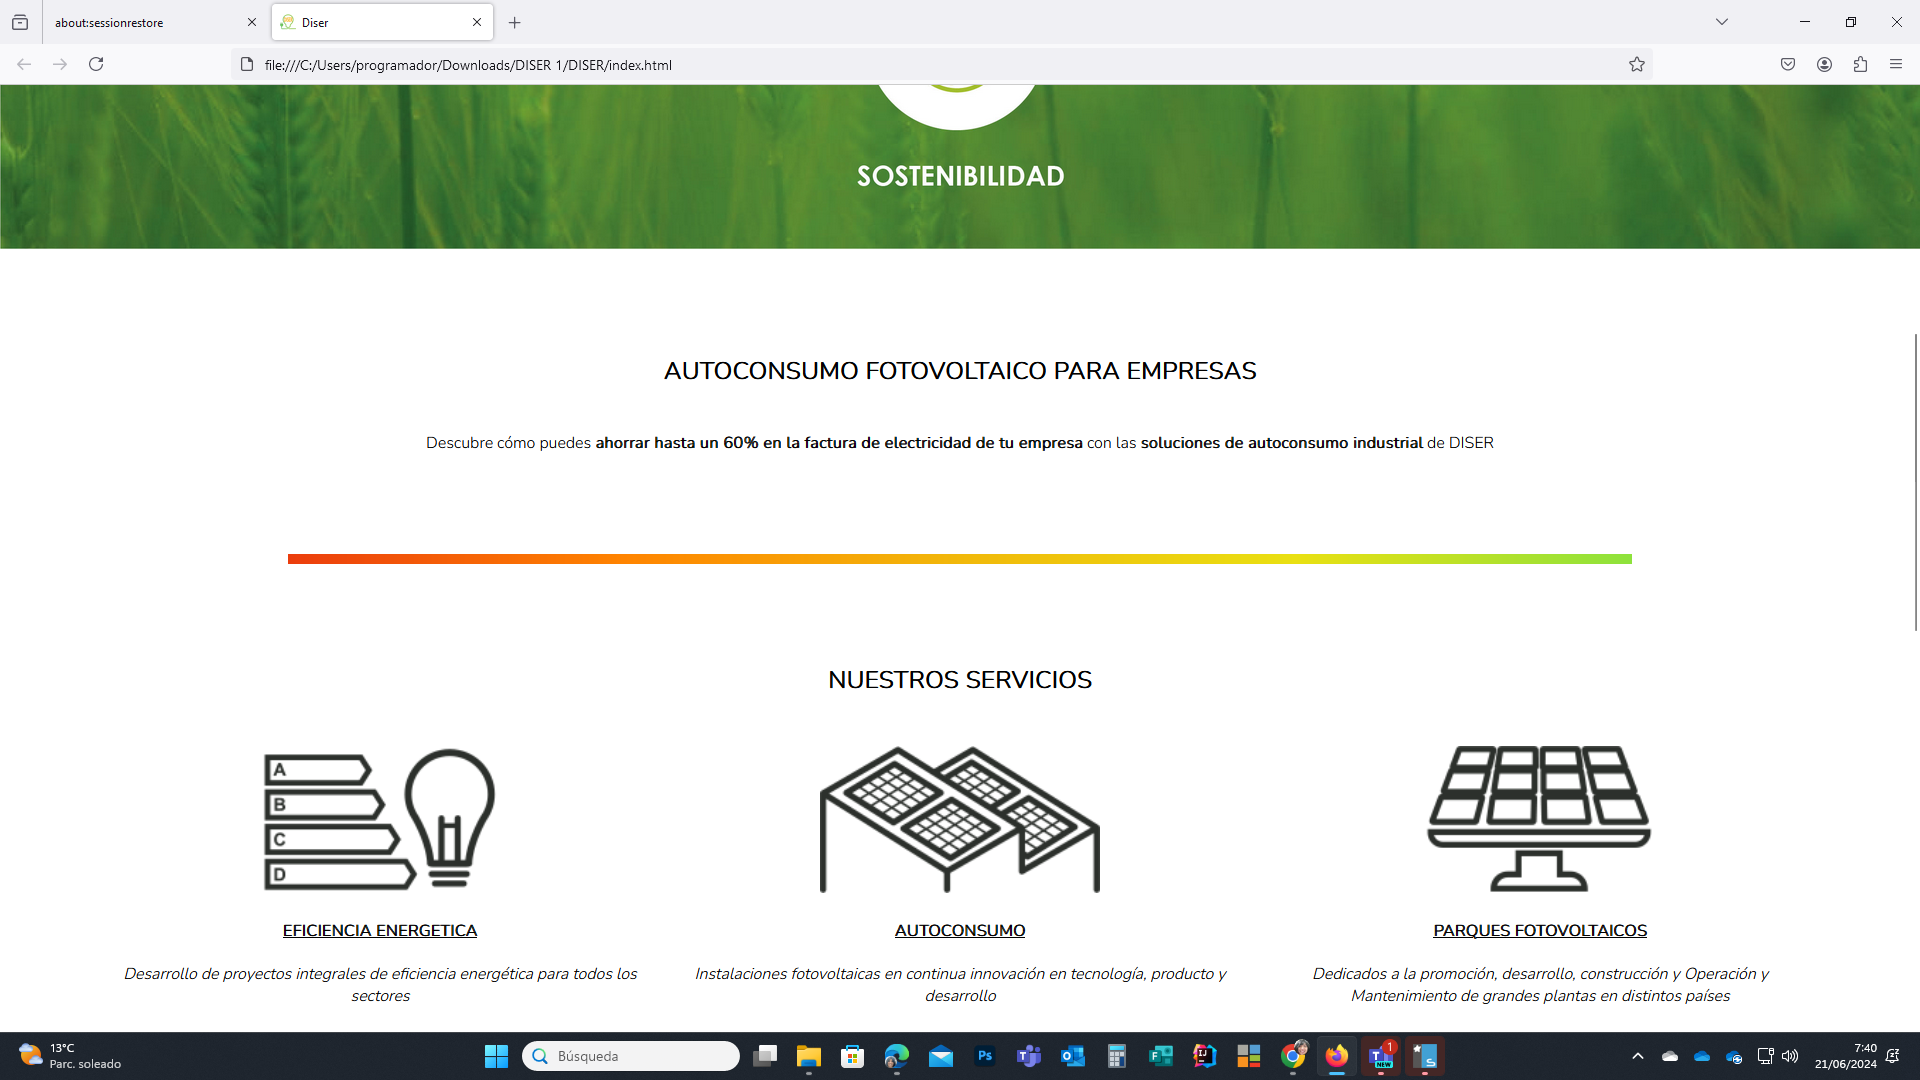 about:sessionrestore
Diser
file:///C:/Users/programador/Downloads/DISER 1/DISER/index.html
SOSTENIBILIDAD
AUTOCONSUMO FOTOVOLTAICO PARA EMPRESAS
Descubre cómo puedes ahorrar hasta un 60% en la factura de electricidad de tu empresa con las soluciones de autoconsumo industrial de DISER
NUESTROS SERVICIOS
A
B
C
D
EFICIENCIA ENERGETICA
Desarrollo de proyectos integrales de eficiencia energética para todos los
sectores
AUTOCONSUMO
Instalaciones fotovoltaicas en continua innovación en tecnología, producto y
desarrollo
PARQUES FOTOVOLTAICOS
Dedicados a la promoción, desarrollo, construcción y Operación y
Mantenimiento de grandes plantas en distintos países
13°C
Parc. soleado
Búsqueda
Ps
1
NEW
S
7:40
21/06/2024